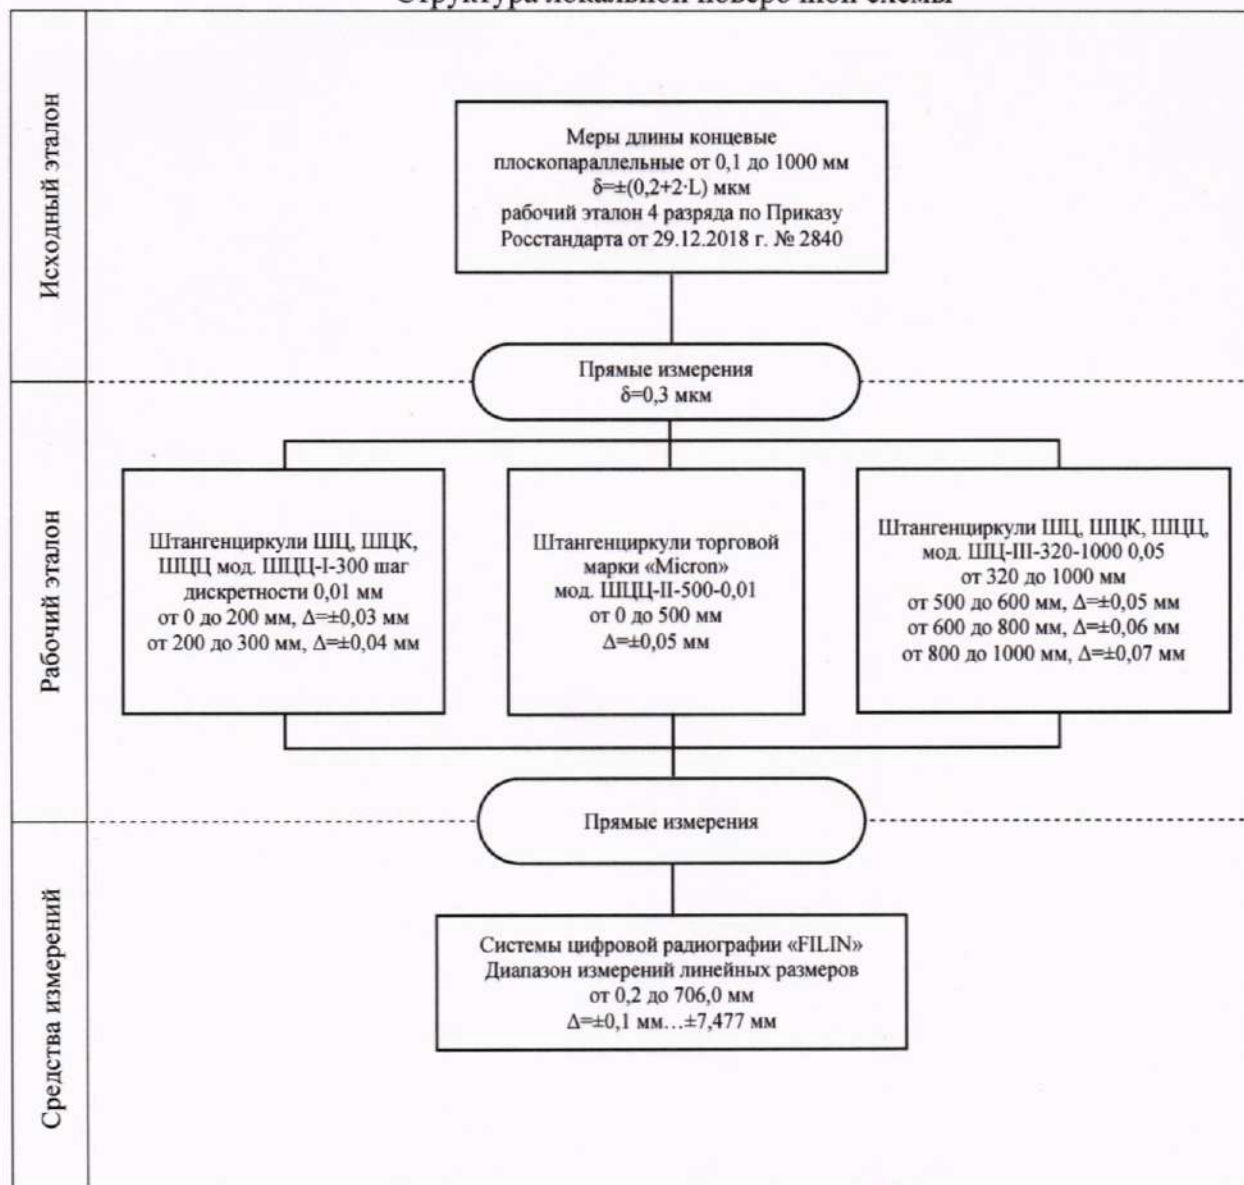 Структура локальной поверочной схемы
Исходный эталон
Меры длины концевые
плоскопараллельные от 0,1 до 1000 мм
δ=±(0,2+2·L) мкм
рабочий эталон 4 разряда по Приказу
Росстандарта от 29.12.2018 г. № 2840
Прямые измерения
δ=0,3 мкм
Рабочий эталон
Штангенциркули ШЦ, ШЦК,
ШЦЦ мод. ШЦЦ-I-300 шаг
дискретности 0,01 мм
от 0 до 200 мм, Δ=±0,03 мм
от 200 до 300 мм, Δ=±0,04 мм
Штангенциркули торговой
марки «Micron»
мод. ШЦЦ-II-500-0,01
от 0 до 500 мм
Δ=±0,05 мм
Штангенциркули ШЦ, ШЦК, ШЦЦ,
мод. ШЦ-III-320-1000 0,05
от 320 до 1000 мм
от 500 до 600 мм, Δ=±0,05 мм
от 600 до 800 мм, Δ=±0,06 мм
от 800 до 1000 мм, Δ=±0,07 мм
Прямые измерения
Средства измерений
Системы цифровой радиографии «FILIN»
Диапазон измерений линейных размеров
от 0,2 до 706,0 мм
Δ=±0,1 мм…±7,477 мм